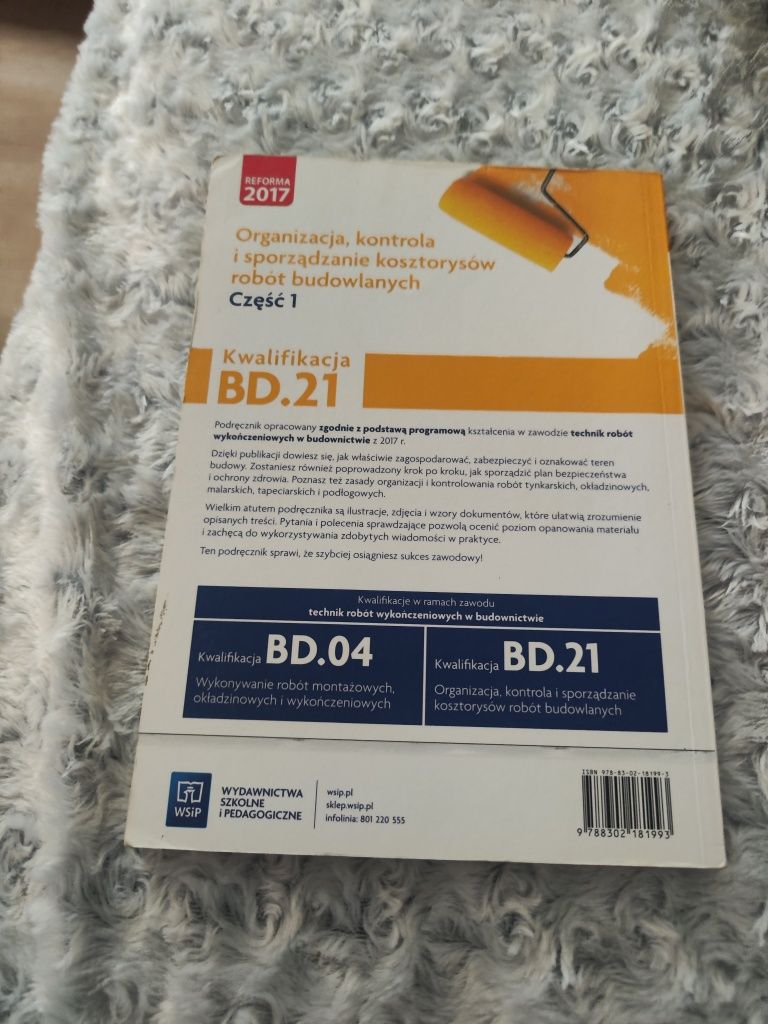 REFORMA
2017
Organizacja, kontrola
i sporządzanie kosztorysów
robót budowlanych
Część 1
Kwalifikacja
BD.21
Podręcznik opracowany zgodnie z podstawą programową kształcenia w zawodzie technik robót
wykończeniowych w budownictwie z 2017 r.
Dzięki publikacji dowiesz się, jak właściwie zagospodarować, zabezpieczyć i oznakować teren
budowy. Zostaniesz również poprowadzony krok po kroku, jak sporządzić plan bezpieczeństwa
i ochrony zdrowia. Poznasz też zasady organizacji i kontrolowania robót tynkarskich, okładzinowych,
malarskich, tapeciarskich i podłogowych.
Wielkim atutem podręcznika są ilustracje, zdjęcia i wzory dokumentów, które ułatwią zrozumienie
opisanych treści. Pytania i polecenia sprawdzające pozwolą ocenić poziom opanowania materiału
i zachęcą do wykorzystywania zdobytych wiadomości w praktyce.
Ten podręcznik sprawi, że szybciej osiągniesz sukces zawodowy!
Kwalifikacje w ramach zawodu
technik robót wykończeniowych w budownictwie
Kwalifikacja BD.04
Wykonywanie robót montażowych,
okładzinowych i wykończeniowych
Kwalifikacja BD.21
Organizacja, kontrola i sporządzanie
kosztorysów robót budowlanych
WSiP
WYDAWNICTWA
SZKOLNE
i PEDAGOGICZNE
wsip.pl
sklep.wsip.pl
infolinia: 801 220 555
ISBN 978-83-02-18199-3
9 788302 181993